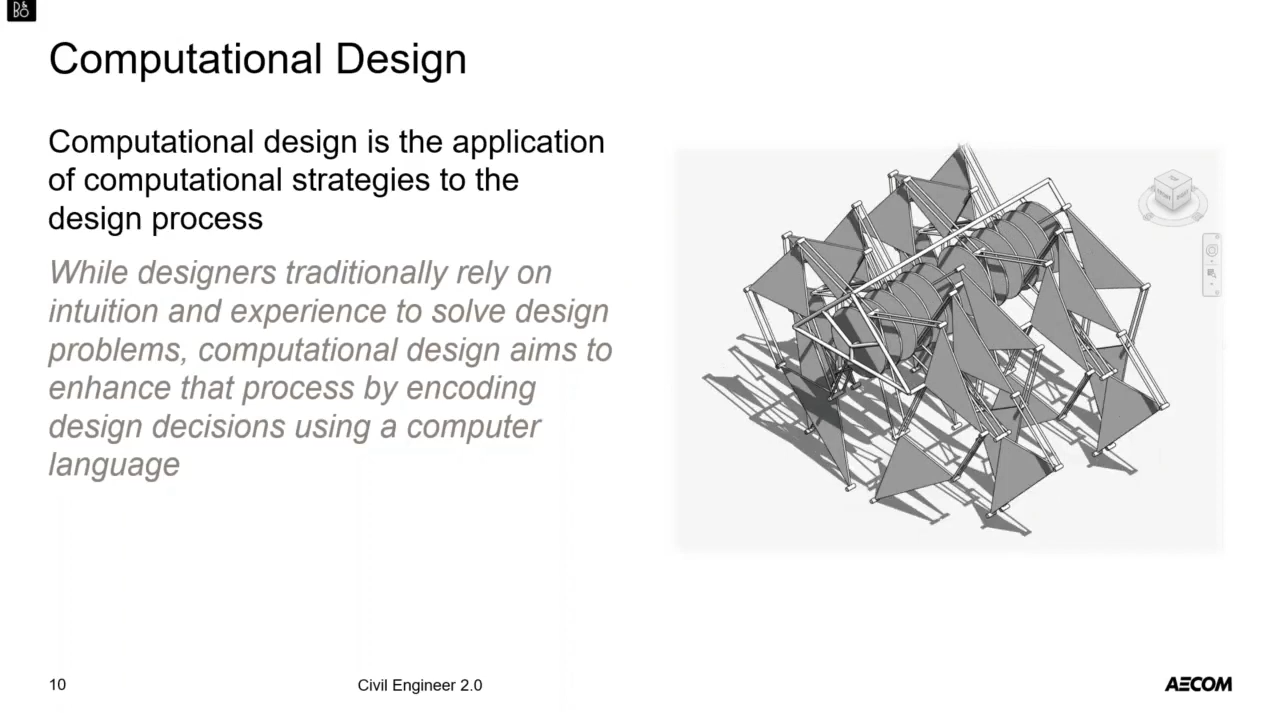 B&O
Computational Design
Computational design is the application
of computational strategies to the
design process
While designers traditionally rely on
intuition and experience to solve design
problems, computational design aims to
enhance that process by encoding
design decisions using a computer
language
10
Civil Engineer 2.0
AECOM